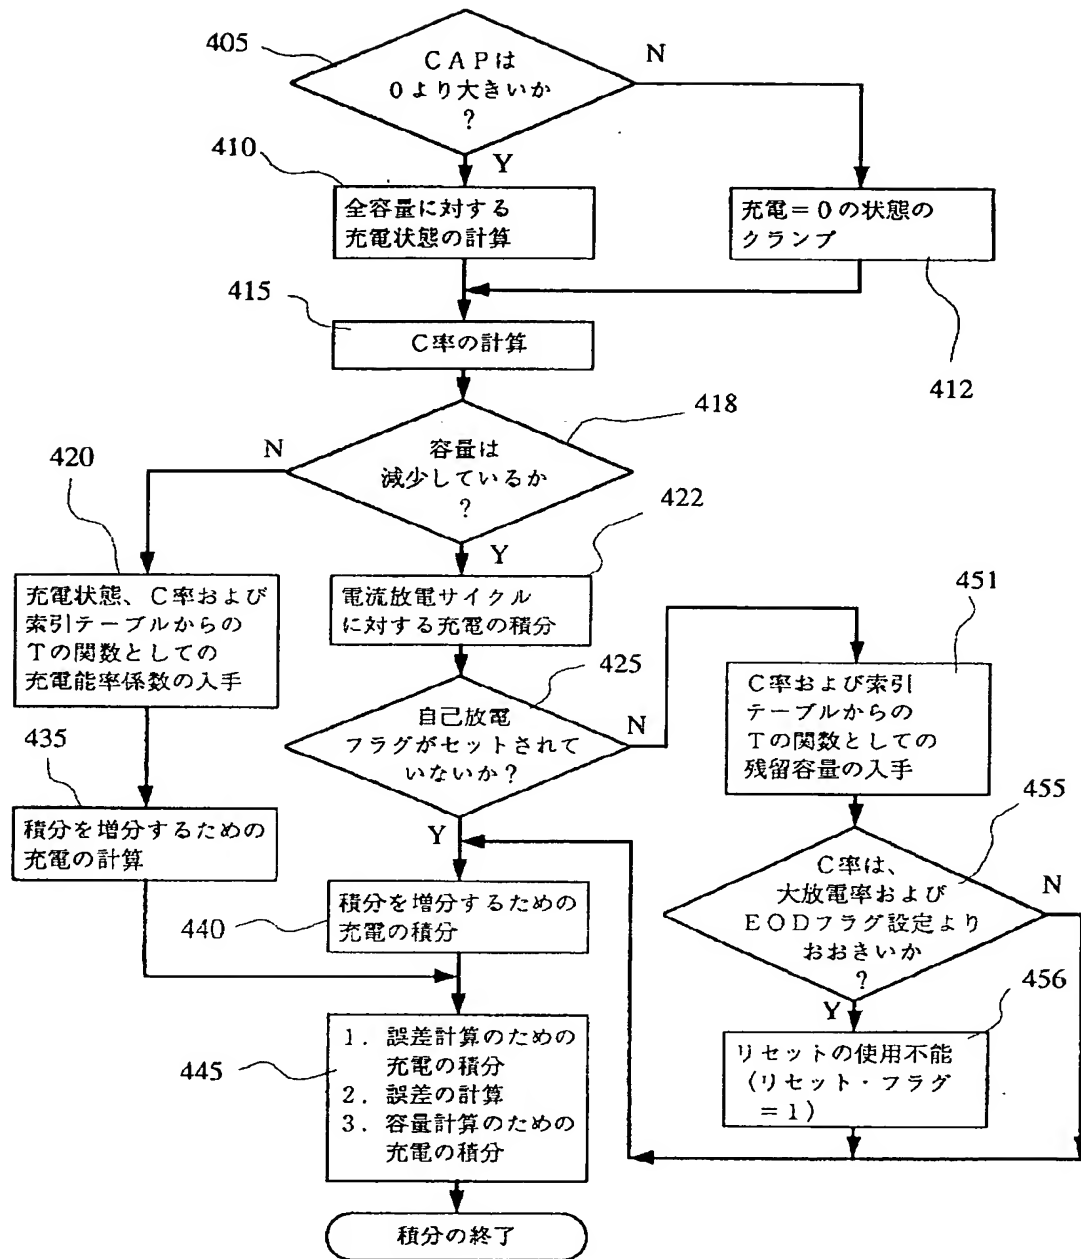 405
CAPは
0より大きいか
?
N
410
Y
全容量に対する
充電状態の計算
充電=0の状態の
クランプ
415
C率の計算
412
418
N
容量は
減少しているか
?
420
422
Y
充電状態、C率および
索引テーブルからの
Tの関数としての
充電能率係数の入手
電流放電サイクル
に対する充電の積分
451
425
自己放電
フラグがセットされて
いないか?
N
C率および索引
テーブルからの
Tの関数としての
残留容量の入手
435
積分を増分するための
充電の計算
Y
455
C率は、
大放電率および
EODフラグ設定より
おおきいか
?
N
440
積分を増分するための
充電の積分
456
Y
リセットの使用不能
(リセット・フラグ
=1)
445
1. 誤差計算のための
充電の積分
2. 誤差の計算
3. 容量計算のための
充電の積分
積分の終了